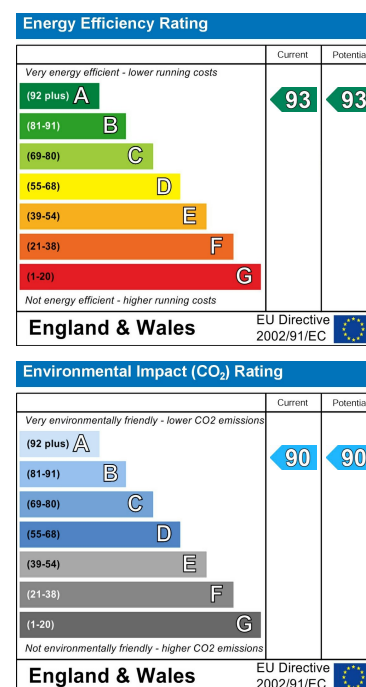 Energy Efficiency Rating
Current Potentia
Very energy efficient - lower running costs
(92 plus) A 93 93
(81-91) B
(69-80) C
(55-68) D
(39-54) E
(21-38) F
(1-20) G
Not energy efficient - higher running costs
England & Wales
EU Directive
2002/91/EC
Environmental Impact (CO₂) Rating
Current Potentia
Very environmentally friendly - lower CO2 emissions
(92 plus) A
(81-91) B 90 90
(69-80) C
(55-68) D
(39-54) E
(21-38) F
(1-20) G
Not environmentally friendly - higher CO2 emissions
England & Wales
EU Directive
2002/91/EC